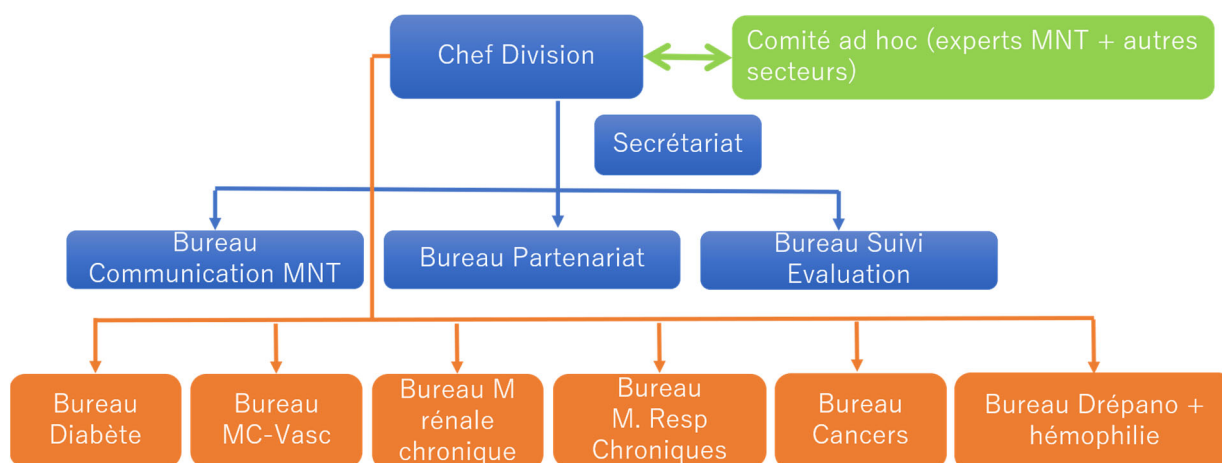 Chef Division
Comité ad hoc (experts MNT + autres
secteurs)
Secrétariat
Bureau
Communication MNT
Bureau Partenariat
Bureau Suivi
Evaluation
Bureau
Diabète
Bureau
MC-Vasc
Bureau M
rénale
chronique
Bureau
M. Resp
Chroniques
Bureau
Cancers
Bureau Drépano +
hémophilie